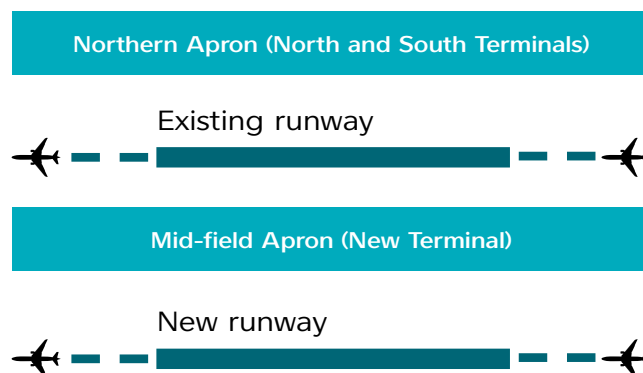 Northern Apron (North and South Terminals)
Existing runway
Mid-field Apron (New Terminal)
New runway